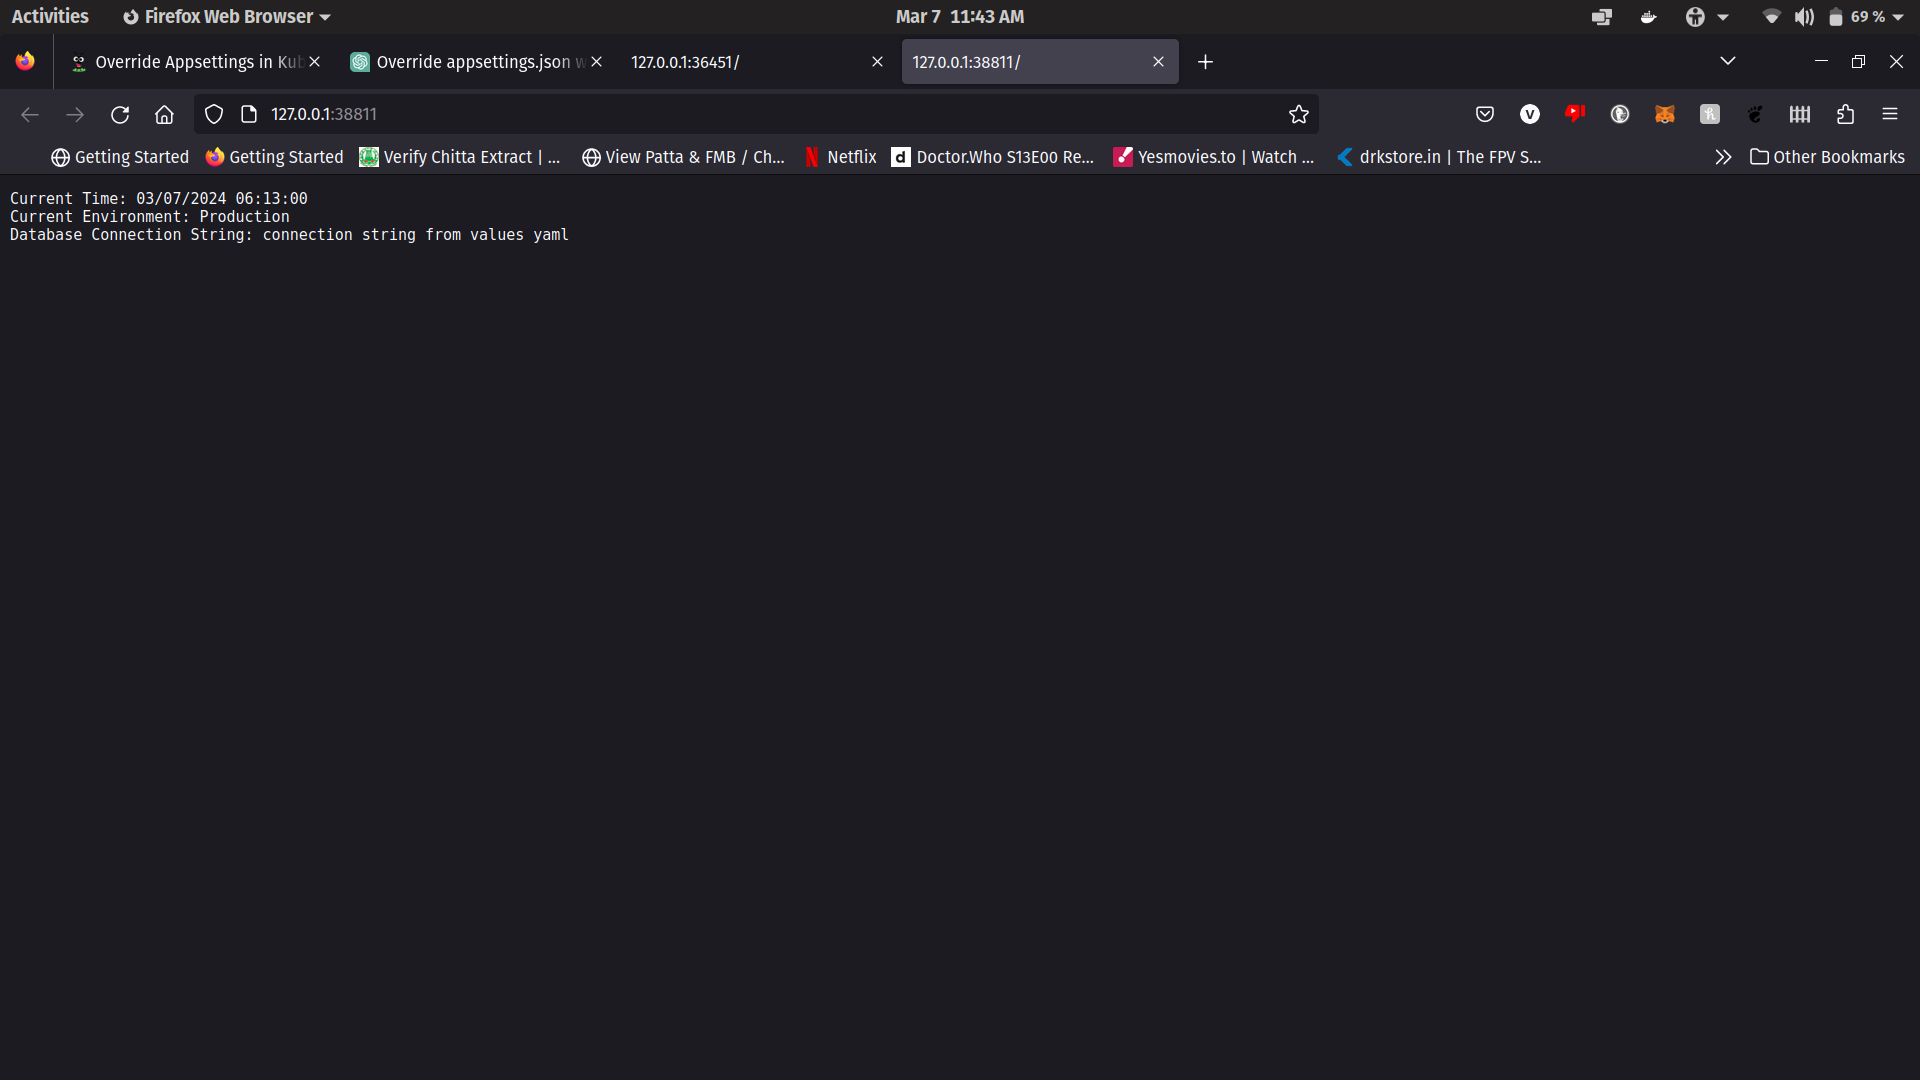 Activities
Firefox Web Browser
Mar 7 11:43 AM
69 %
Override Appsettings in Kub
Override appsettings.json w
127.0.0.1:36451/
127.0.0.1:38811/
127.0.0.1:38811
Getting Started
Getting Started
Verify Chitta Extract | ...
View Patta & FMB / Ch...
Netflix
Doctor.Who S13E00 Re...
Yesmovies.to | Watch ...
drkstore.in | The FPV S...
Other Bookmarks
Current Time: 03/07/2024 06:13:00
Current Environment: Production
Database Connection String: connection string from values yaml